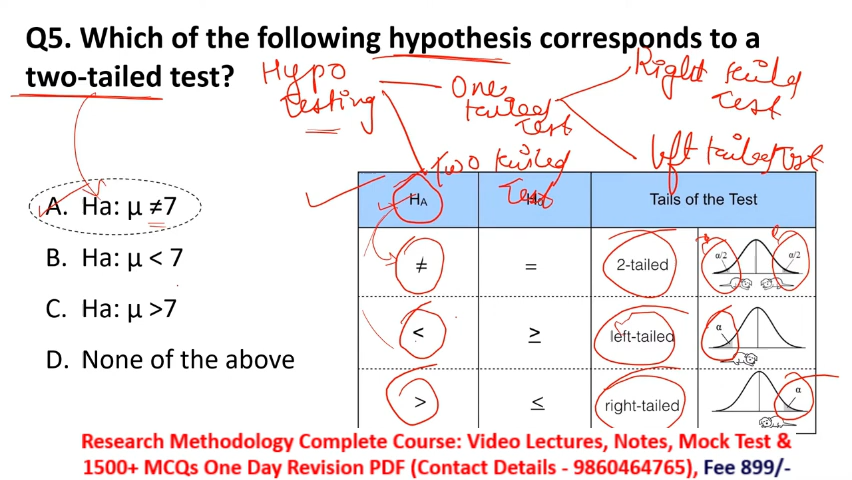 Q5. Which of the following hypothesis corresponds to a
two-tailed test?
Hypo
testing
One
tailed
Test
Right tailed
Test
left tailed Test
Two tailed
Test
A. Ha: µ ≠7
B. Ha: µ < 7
C. Ha: µ >7
D. None of the above
HA H0 Tails of the Test
≠ = 2-tailed α/2 α/2
< ≥ left-tailed α
> ≤ right-tailed α
Research Methodology Complete Course: Video Lectures, Notes, Mock Test &
1500+ MCQs One Day Revision PDF (Contact Details - 9860464765), Fee 899/-